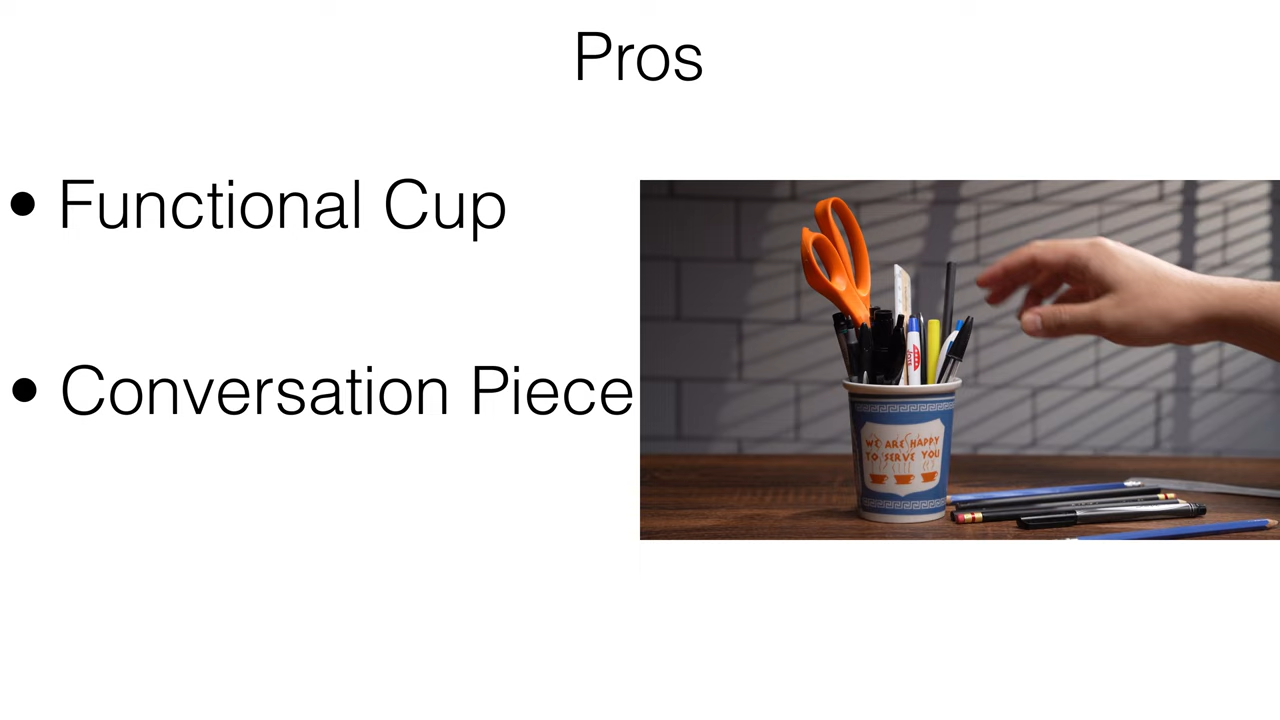 Pros
• Functional Cup
• Conversation Piece
WE ARE HAPPY
TO SERVE YOU